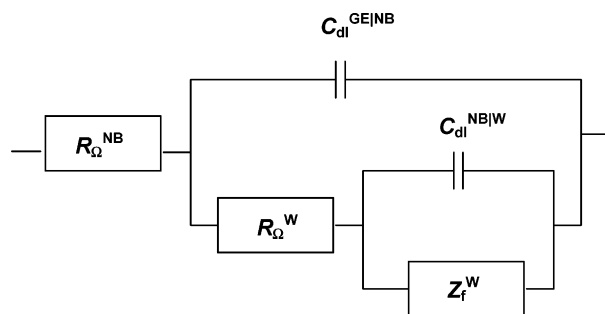 C_dl^GE|NB
C_dl^NB|W
R_Ω^NB
R_Ω^W
Z_f^W